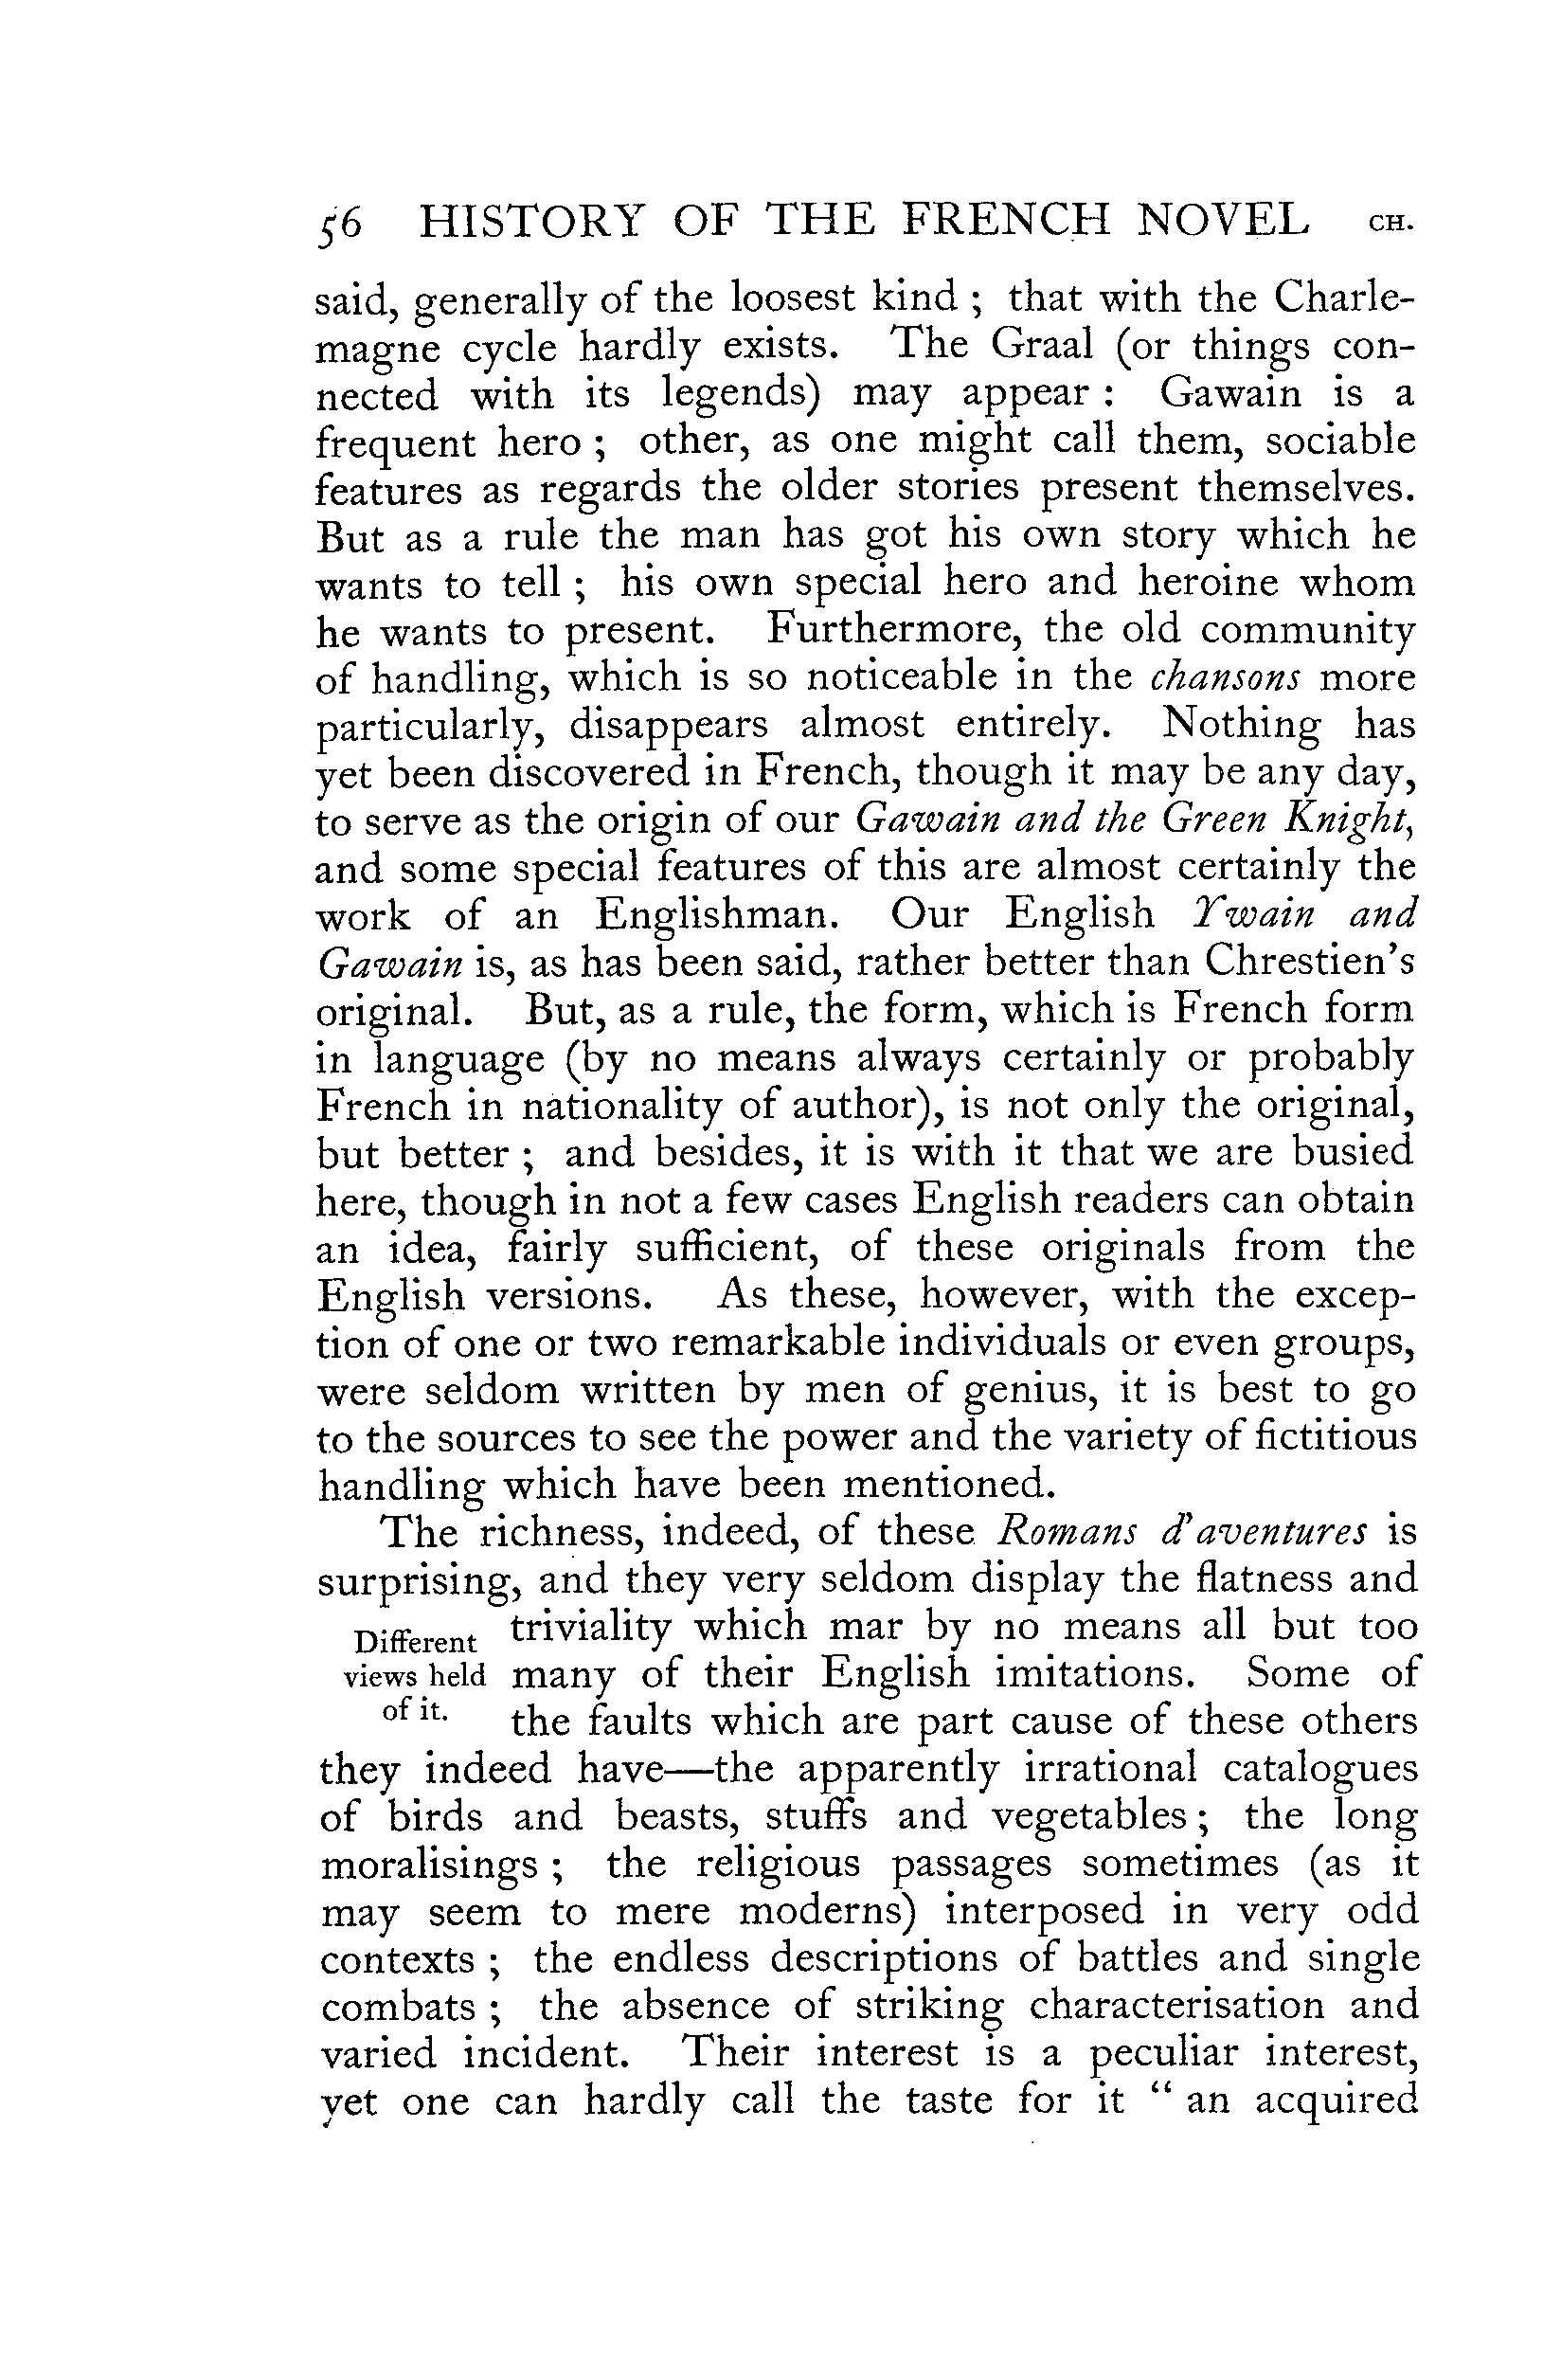 56 HISTORY OF THE FRENCH NOVEL CH.
said, generally of the loosest kind ; that with the Charle-
magne cycle hardly exists. The Graal (or things con-
nected with its legends) may appear : Gawain is a
frequent hero ; other, as one might call them, sociable
features as regards the older stories present themselves.
But as a rule the man has got his own story which he
wants to tell ; his own special hero and heroine whom
he wants to present. Furthermore, the old community
of handling, which is so noticeable in the chansons more
particularly, disappears almost entirely. Nothing has
yet been discovered in French, though it may be any day,
to serve as the origin of our Gawain and the Green Knight,
and some special features of this are almost certainly the
work of an Englishman. Our English Ywain and
Gawain is, as has been said, rather better than Chrestien's
original. But, as a rule, the form, which is French form
in language (by no means always certainly or probably
French in nationality of author), is not only the original,
but better ; and besides, it is with it that we are busied
here, though in not a few cases English readers can obtain
an idea, fairly sufficient, of these originals from the
English versions. As these, however, with the excep-
tion of one or two remarkable individuals or even groups,
were seldom written by men of genius, it is best to go
to the sources to see the power and the variety of fictitious
handling which have been mentioned.
The richness, indeed, of these Romans d'aventures is
surprising, and they very seldom display the flatness and
Different triviality which mar by no means all but too
views held many of their English imitations. Some of
of it. the faults which are part cause of these others
they indeed have—the apparently irrational catalogues
of birds and beasts, stuffs and vegetables ; the long
moralisings ; the religious passages sometimes (as it
may seem to mere moderns) interposed in very odd
contexts ; the endless descriptions of battles and single
combats ; the absence of striking characterisation and
varied incident. Their interest is a peculiar interest,
yet one can hardly call the taste for it “ an acquired